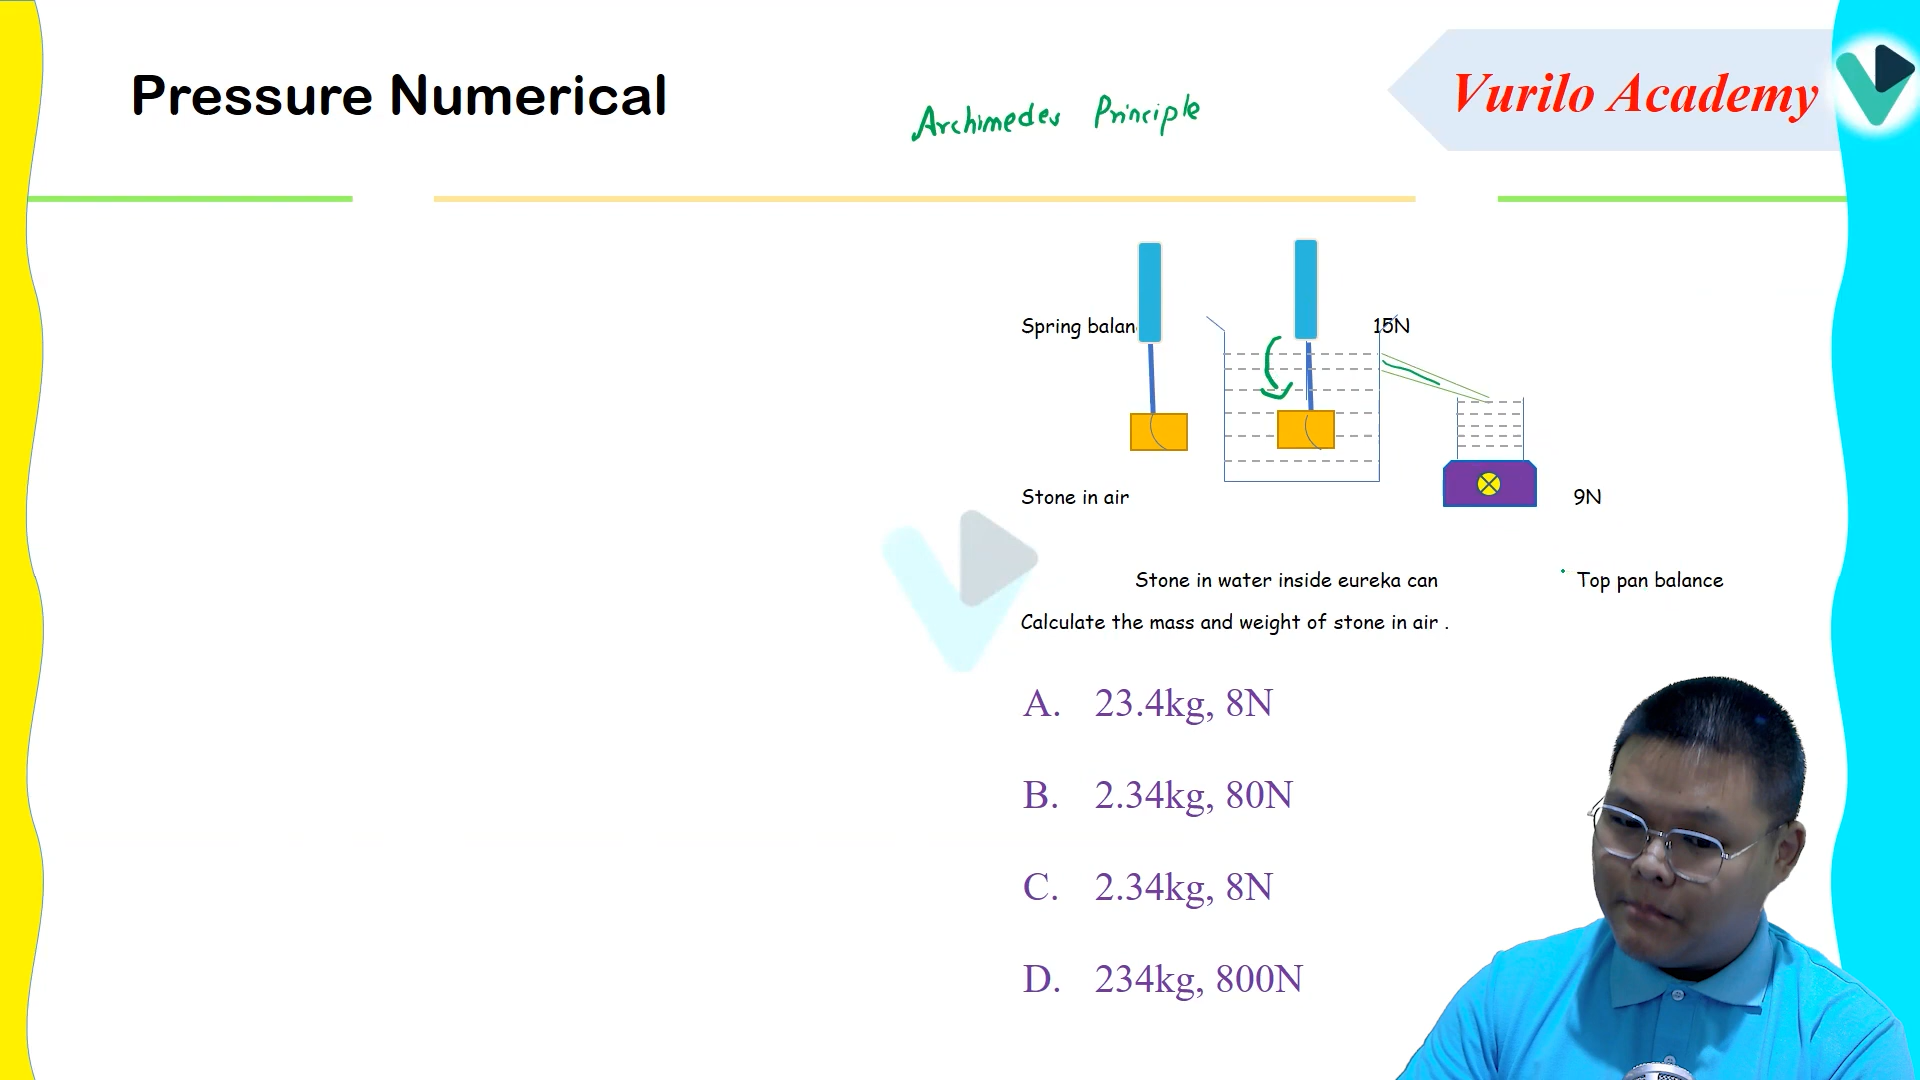 Pressure Numerical
Archimedes Principle
Vurilo Academy
Spring balan
15N
Stone in air
9N
Stone in water inside eureka can
Top pan balance
Calculate the mass and weight of stone in air .
A. 23.4kg, 8N
B. 2.34kg, 80N
C. 2.34kg, 8N
D. 234kg, 800N